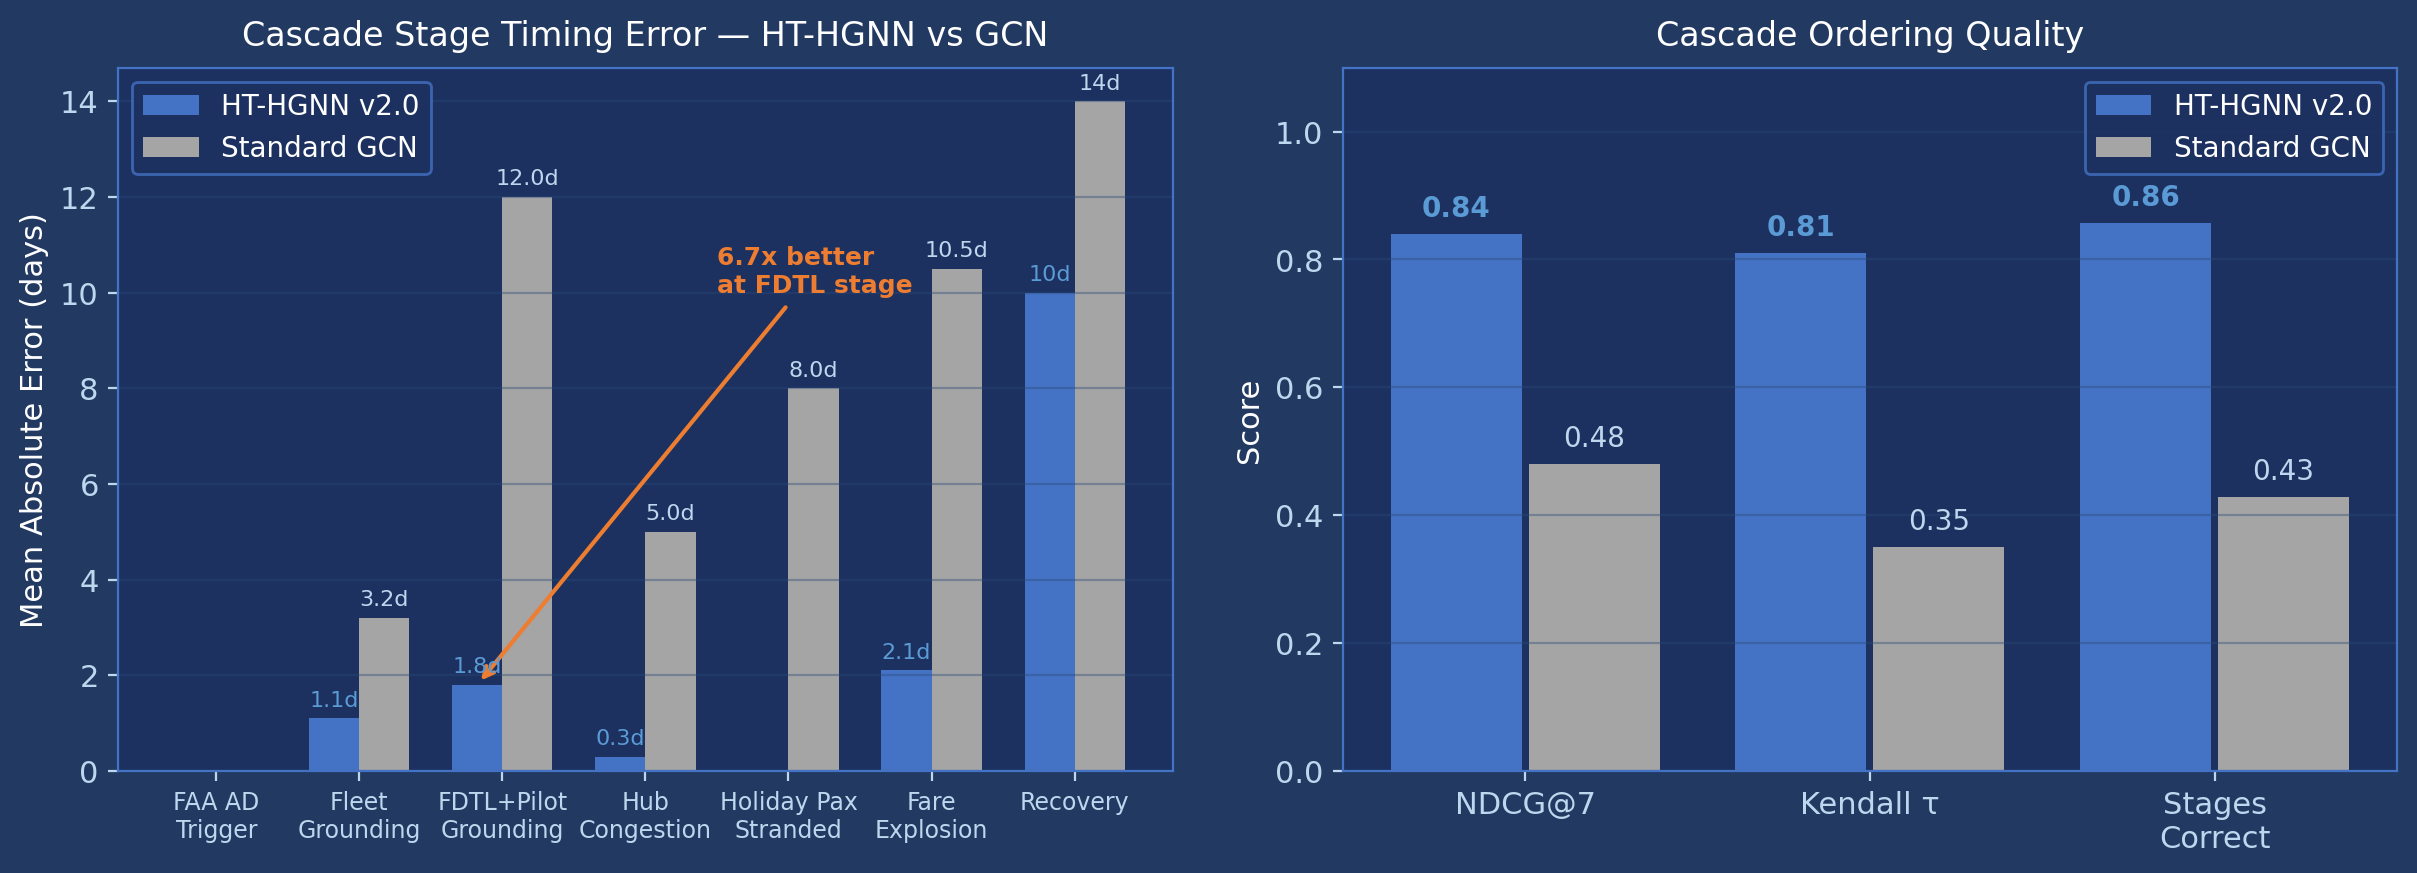 Cascade Stage Timing Error — HT-HGNN vs GCN
HT-HGNN v2.0
Standard GCN
Mean Absolute Error (days)
14
12
10
8
6
4
2
0
1.1d
3.2d
1.8d
12.0d
0.3d
5.0d
8.0d
2.1d
10.5d
10d
14d
6.7x better
at FDTL stage
FAA AD
Trigger
Fleet
Grounding
FDTL+Pilot
Grounding
Hub
Congestion
Holiday Pax
Stranded
Fare
Explosion
Recovery
Cascade Ordering Quality
HT-HGNN v2.0
Standard GCN
Score
1.0
0.8
0.6
0.4
0.2
0.0
0.84
0.48
0.81
0.35
0.86
0.43
NDCG@7
Kendall τ
Stages
Correct